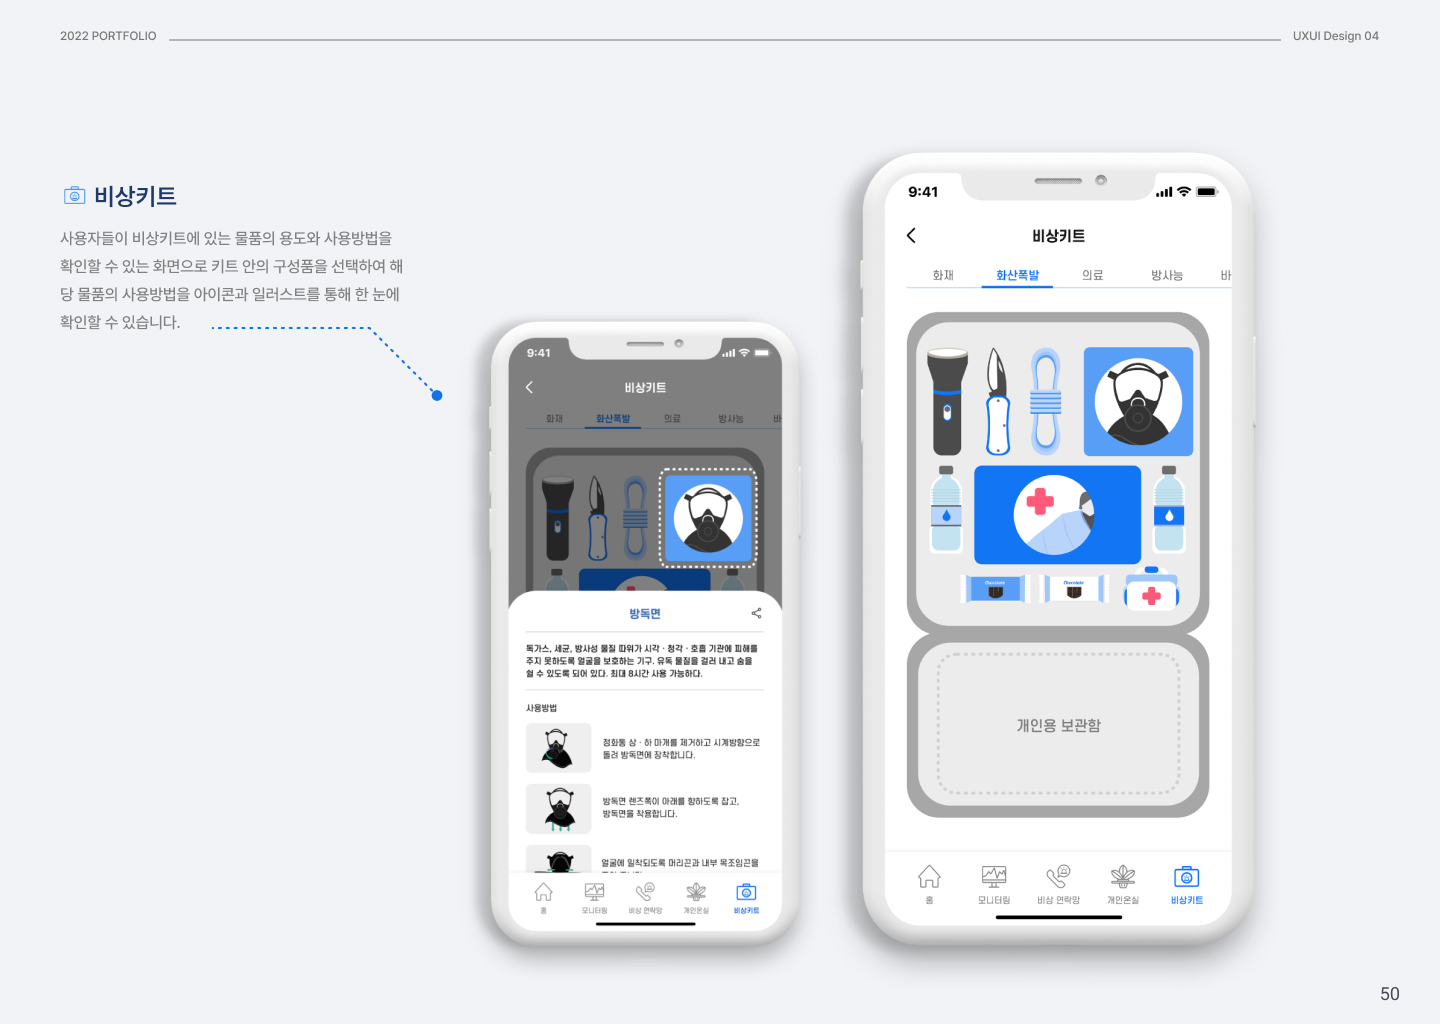 2022 PORTFOLIO
UXUI Design 04
비상키트
사용자들이 비상키트에 있는 물품의 용도와 사용방법을
확인할 수 있는 화면으로 키트 안의 구성품을 선택하여 해
당 물품의 사용방법을 아이콘과 일러스트를 통해 한 눈에
확인할 수 있습니다.
9:41
비상키트
화재 화산폭발 의료 방사능 바
방독면
독가스, 세균, 방사성 물질 따위가 시각 · 청각 · 호흡 기관에 피해를
주지 못하도록 얼굴을 보호하는 기구. 유독 물질을 걸러 내고 숨을
쉴 수 있도록 되어 있다. 최대 8시간 사용 가능하다.
사용방법
정화통 상 · 하 마개를 제거하고 시계방향으로
돌려 방독면에 장착합니다.
방독면 렌즈쪽이 아래를 향하도록 잡고,
방독면을 착용합니다.
얼굴에 밀착되도록 머리끈과 내부 목조임끈을
홈 모니터링 비상 연락망 개인온실 비상키트
9:41
비상키트
화재 화산폭발 의료 방사능 바
Chocolate Chocolate
개인용 보관함
홈 모니터링 비상 연락망 개인온실 비상키트
50